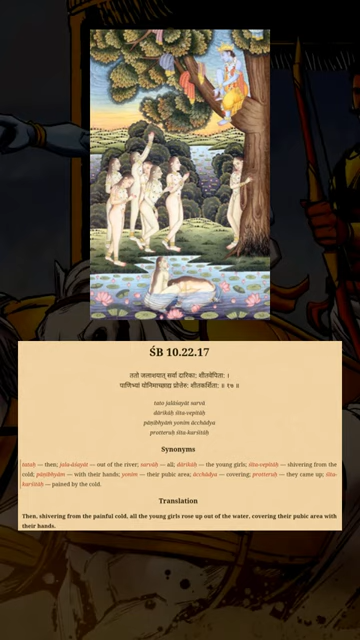 ŚB 10.22.17
ततो जलाशयात् सर्वा दारिका: शीतवेपिता: ।
पाणिभ्यां योनिमाच्छाद्य प्रोत्तेरु: शीतकर्शिता: ॥ १७ ॥
tato jalāśayāt sarvā
dārikāḥ śīta-vepitāḥ
pāṇibhyāṁ yonim ācchādya
protteruḥ śīta-karśitāḥ
Synonyms
tataḥ — then; jala-āśayāt — out of the river; sarvāḥ — all; dārikāḥ — the young girls; śīta-vepitāḥ — shivering from the
cold; pāṇibhyām — with their hands; yonim — their pubic area; ācchādya — covering; protteruḥ — they came up; śīta-
karśitāḥ — pained by the cold.
Translation
Then, shivering from the painful cold, all the young girls rose up out of the water, covering their pubic area with
their hands.